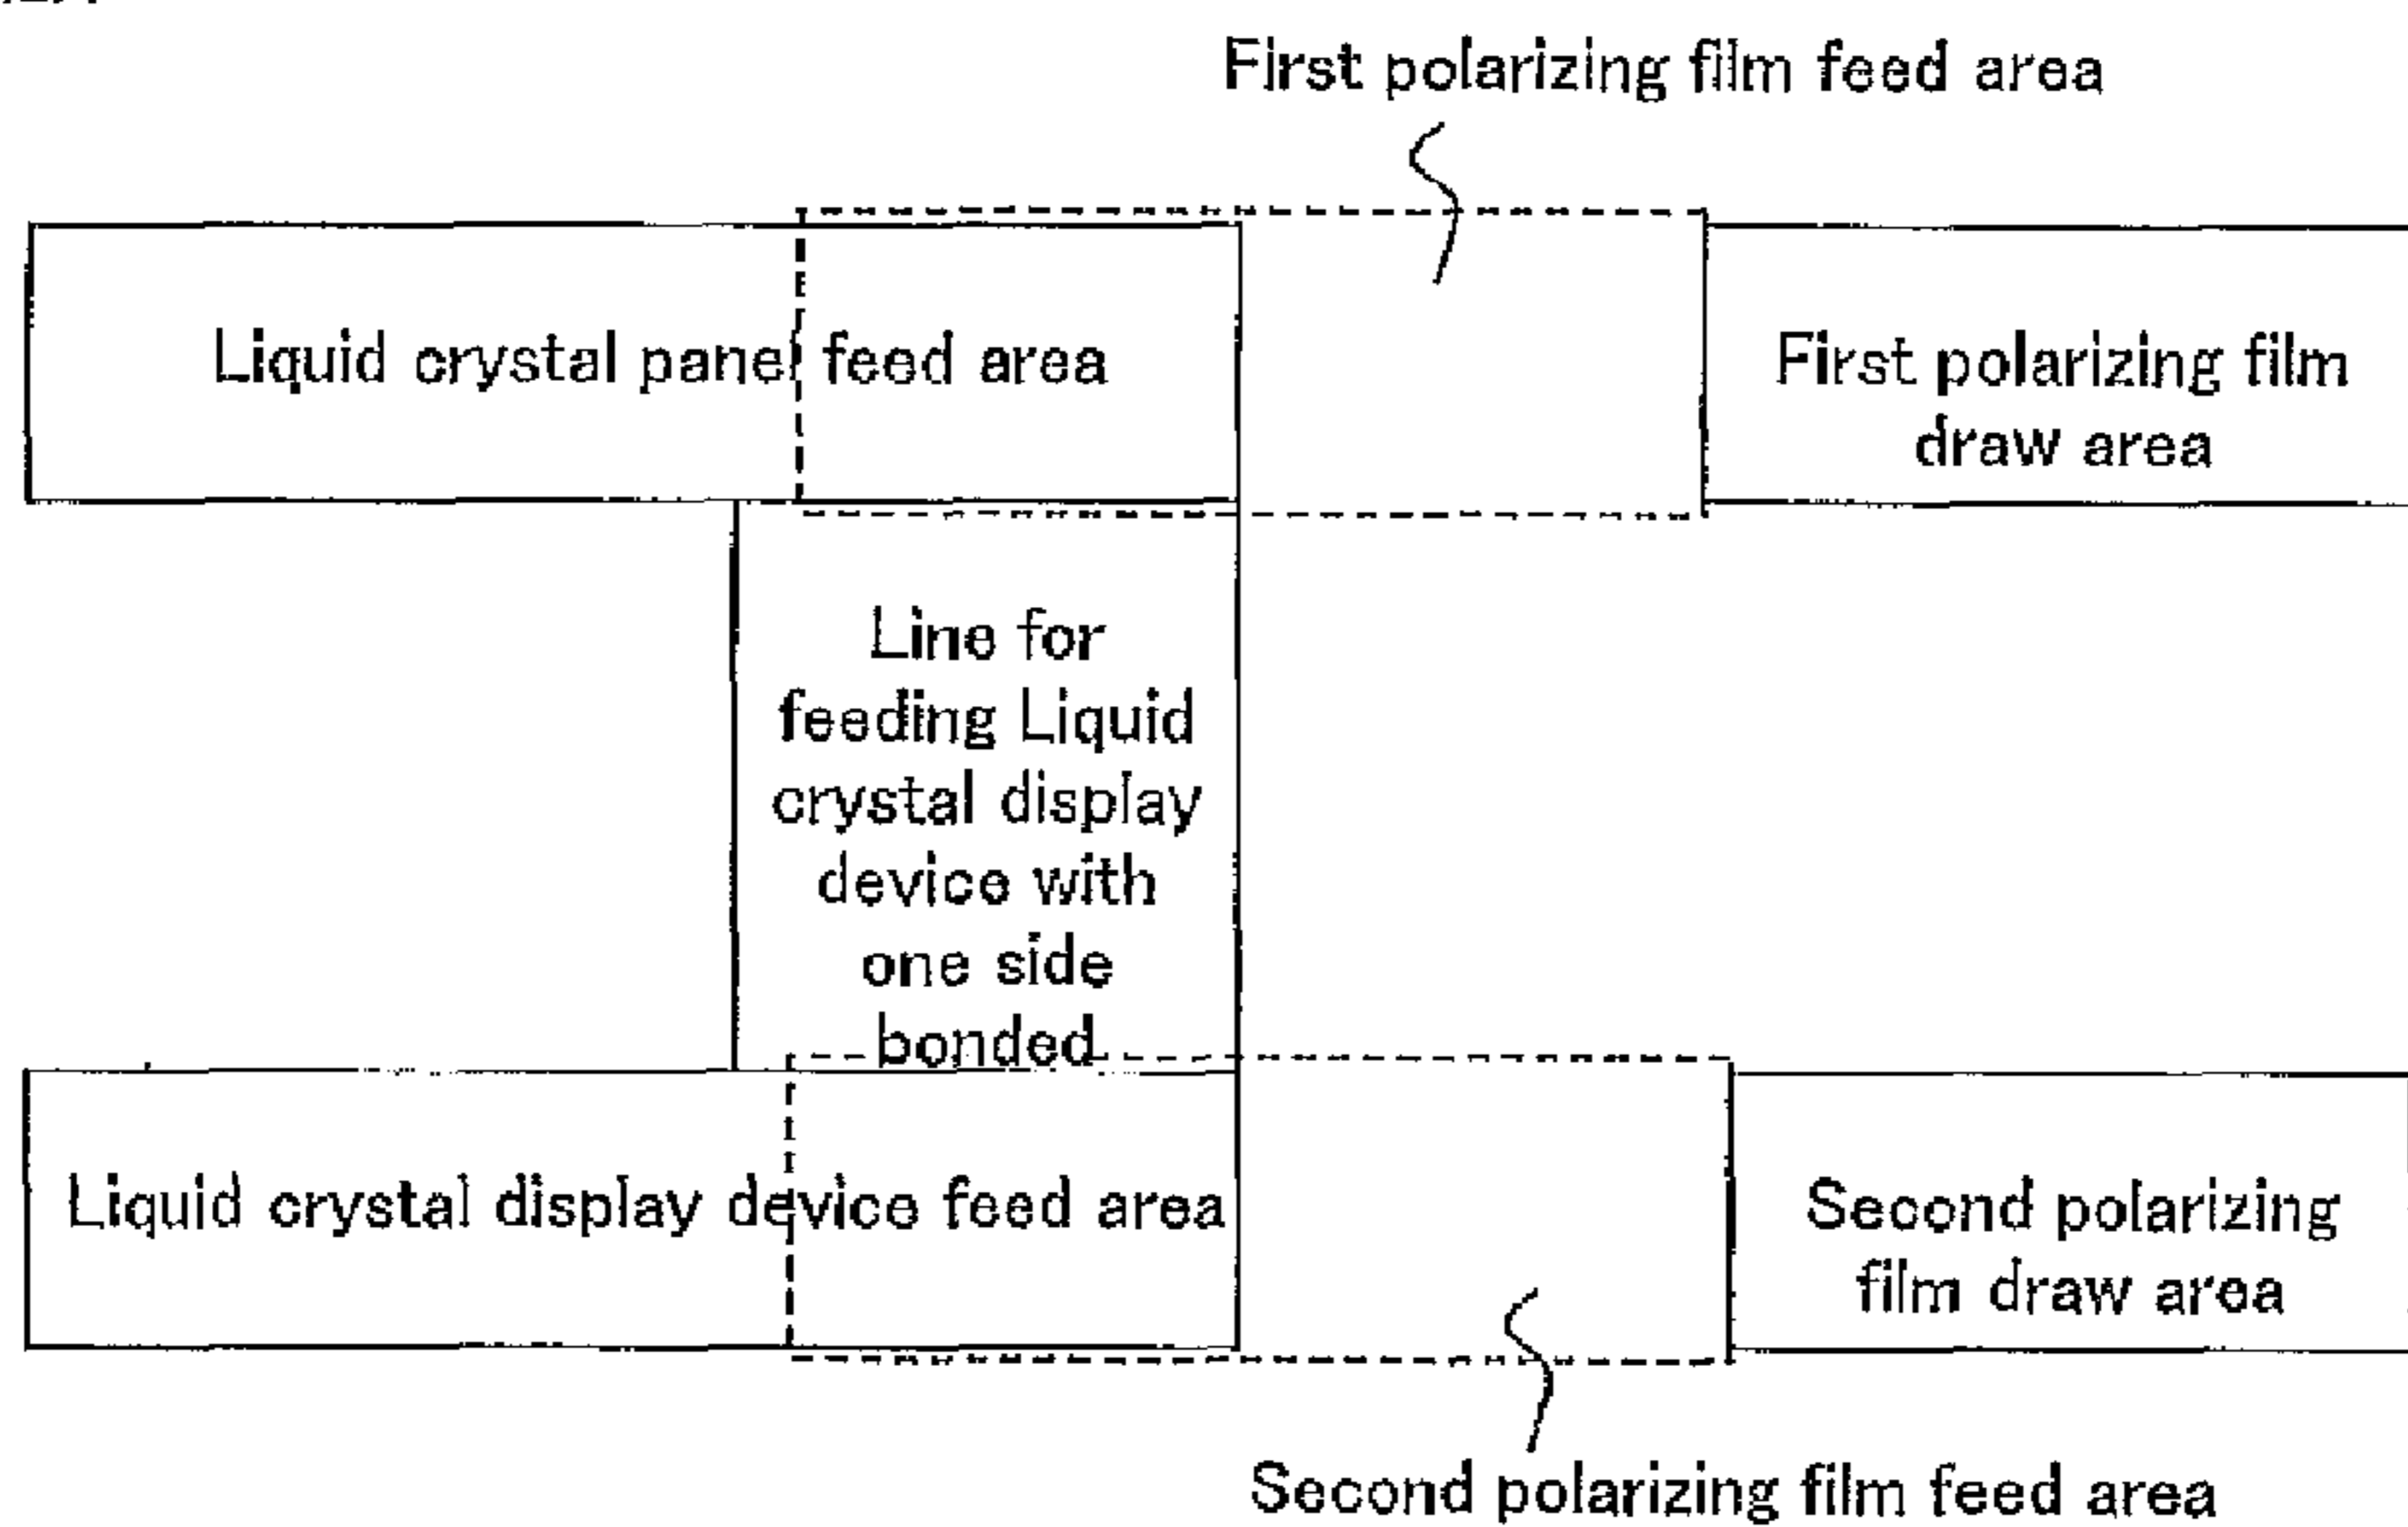 First polarizing film feed area
Liquid crystal panel feed area
First polarizing film
draw area
Line for
feeding Liquid
crystal display
device with
one side
bonded
Liquid crystal display device feed area
Second polarizing
film draw area
Second polarizing film feed area